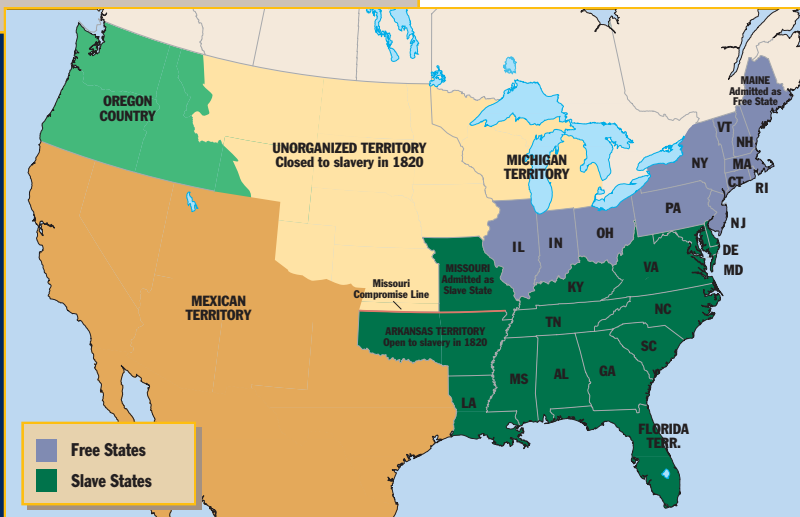 OREGON
COUNTRY
UNORGANIZED TERRITORY
Closed to slavery in 1820
MICHIGAN
TERRITORY
MAINE
Admitted as
Free State
VT
NH
NY
MA
CT
RI
PA
NJ
OH
IN
IL
DE
MD
MISSOURI
Admitted as
Slave State
Missouri
Compromise Line
MEXICAN
TERRITORY
ARKANSAS TERRITORY
Open to slavery in 1820
KY
VA
TN
NC
SC
MS
AL
GA
LA
FLORIDA
TERR.
Free States
Slave States